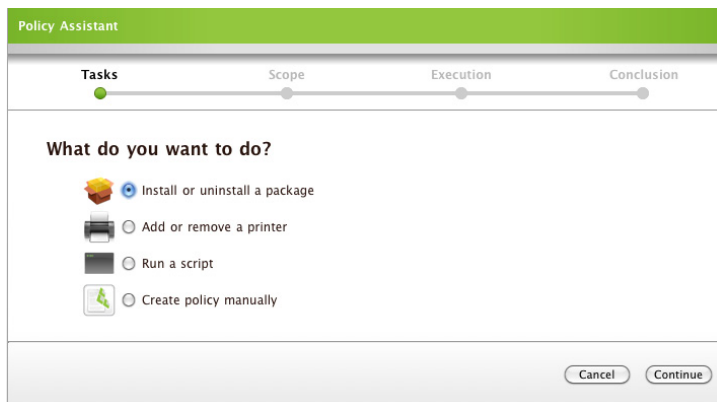 Policy Assistant
Tasks Scope Execution Conclusion
What do you want to do?
Install or uninstall a package
Add or remove a printer
Run a script
Create policy manually
Cancel Continue